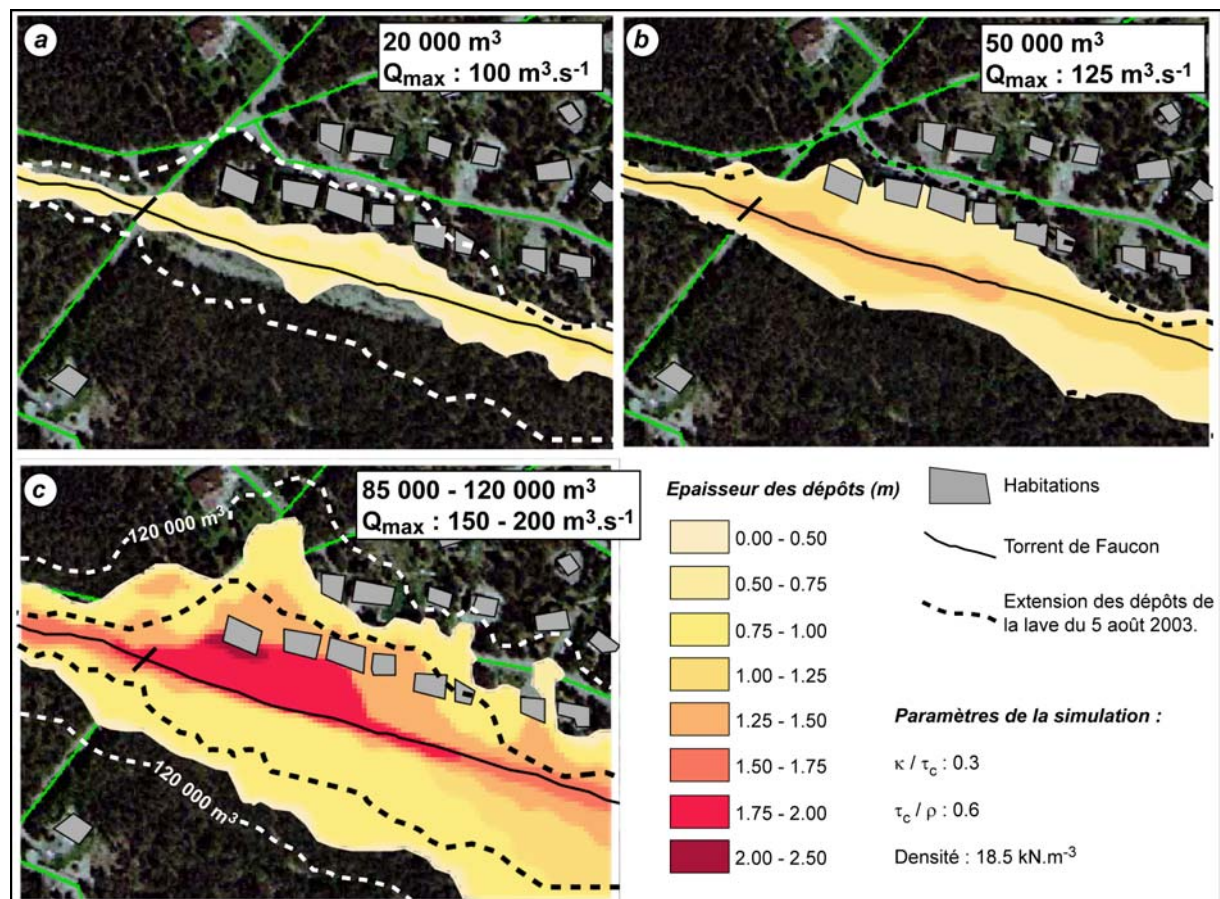 a
20 000 m³
Qmax : 100 m³.s⁻¹
b
50 000 m³
Qmax : 125 m³.s⁻¹
c
85 000 - 120 000 m³
Qmax : 150 - 200 m³.s⁻¹
120 000 m³
120 000 m³
Epaisseur des dépôts (m)
0.00 - 0.50
0.50 - 0.75
0.75 - 1.00
1.00 - 1.25
1.25 - 1.50
1.50 - 1.75
1.75 - 2.00
2.00 - 2.50
Habitations
Torrent de Faucon
Extension des dépôts de
la lave du 5 août 2003.
Paramètres de la simulation :
κ / τc : 0.3
τc / ρ : 0.6
Densité : 18.5 kN.m⁻³